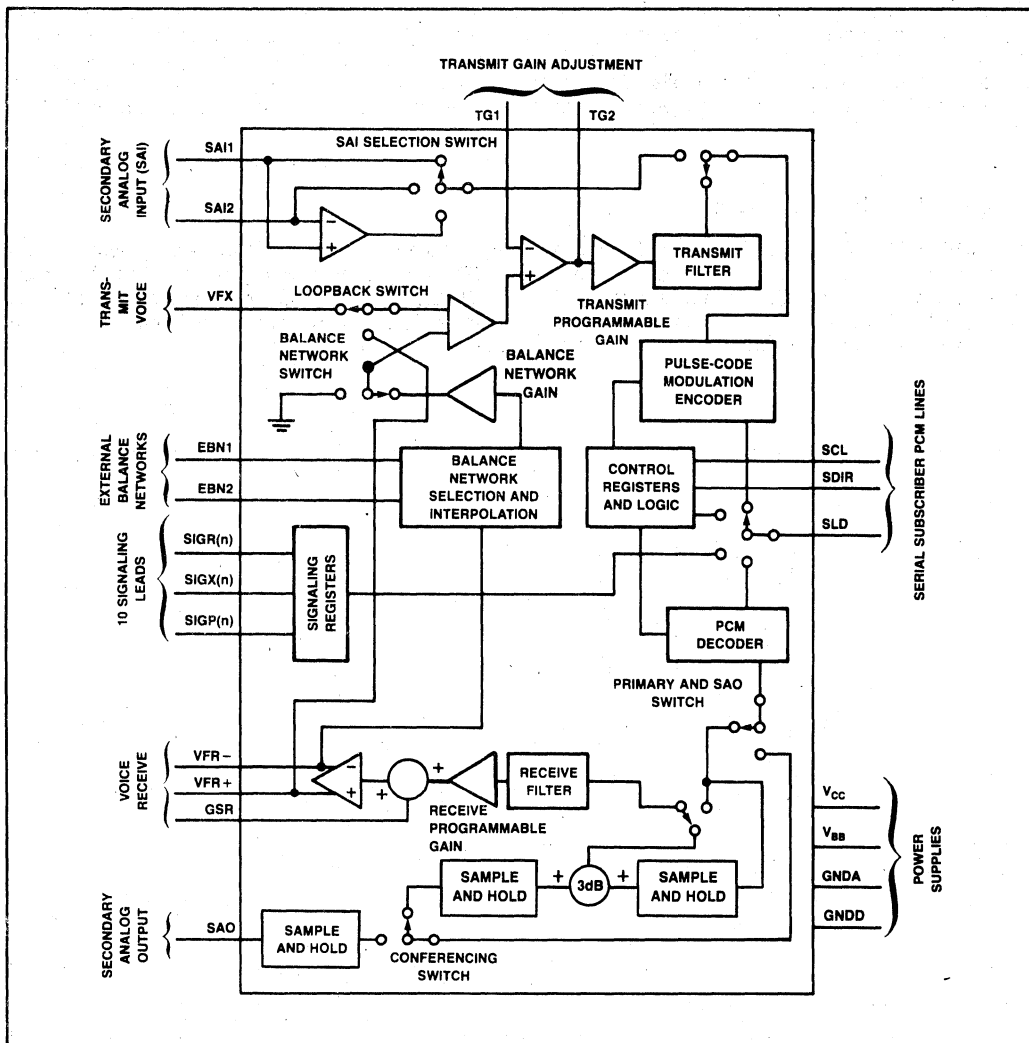 TRANSMIT GAIN ADJUSTMENT
TG1
TG2
SAI SELECTION SWITCH
SECONDARY
ANALOG
INPUT (SAI)
SAI1
SAI2
-
+
-
+
TRANSMIT
FILTER
TRANS-
MIT
VOICE
VFX
LOOPBACK SWITCH
TRANSMIT
PROGRAMMABLE
GAIN
BALANCE
NETWORK
SWITCH
BALANCE
NETWORK
GAIN
PULSE-CODE
MODULATION
ENCODER
EXTERNAL
BALANCE
NETWORKS
EBN1
EBN2
BALANCE
NETWORK
SELECTION AND
INTERPOLATION
CONTROL
REGISTERS
AND LOGIC
SCL
SDIR
SLD
SERIAL SUBSCRIBER PCM LINES
10 SIGNALING
LEADS
SIGR(n)
SIGX(n)
SIGP(n)
SIGNALING
REGISTERS
PCM
DECODER
PRIMARY AND SAO
SWITCH
VOICE
RECEIVE
VFR-
VFR+
GSR
-
+
+
+
RECEIVE
PROGRAMMABLE
GAIN
RECEIVE
FILTER
VCC
VBB
GNDA
GNDD
POWER
SUPPLIES
SAMPLE
AND HOLD
+
3dB
+
SAMPLE
AND HOLD
SECONDARY
ANALOG
OUTPUT
SAO
SAMPLE
AND HOLD
CONFERENCING
SWITCH